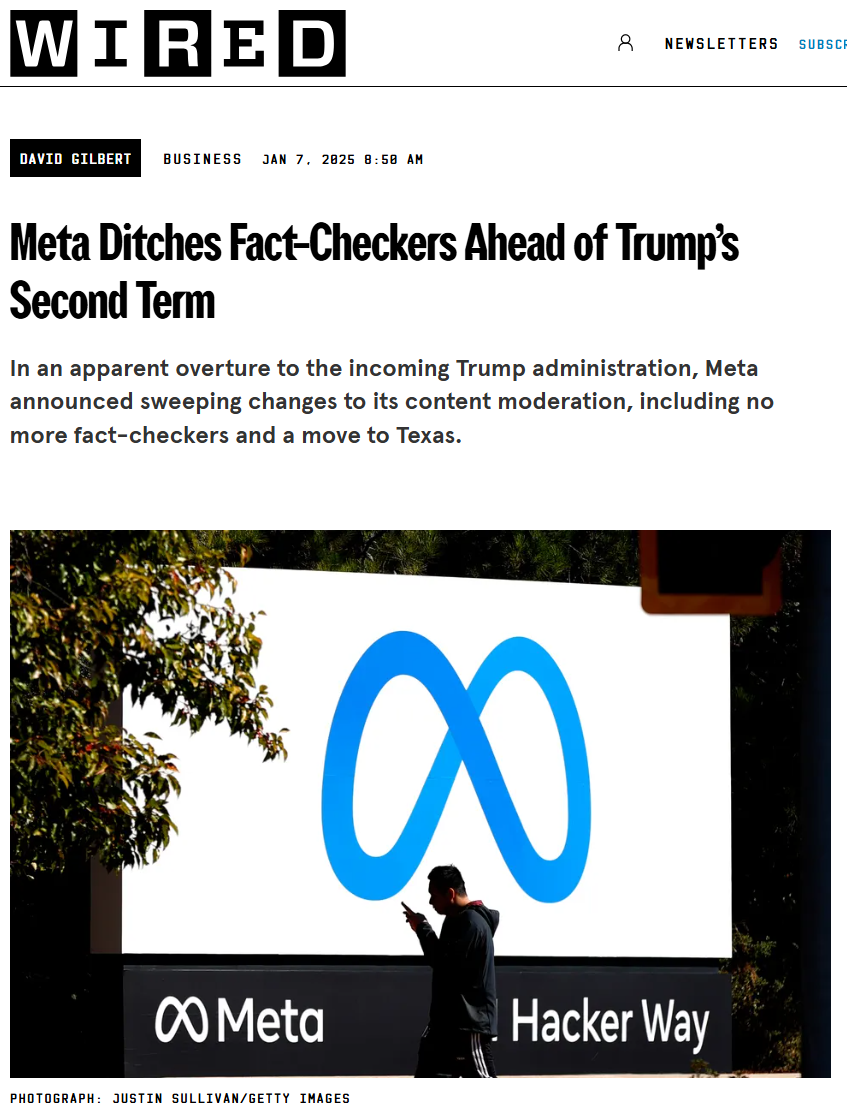 WIRED
NEWSLETTERS
DAVID GILBERT
BUSINESS
JAN 7, 2025 8:50 AM
Meta Ditches Fact-Checkers Ahead of Trump’s
Second Term
In an apparent overture to the incoming Trump administration, Meta
announced sweeping changes to its content moderation, including no
more fact-checkers and a move to Texas.
Meta
Hacker Way
PHOTOGRAPH: JUSTIN SULLIVAN/GETTY IMAGES